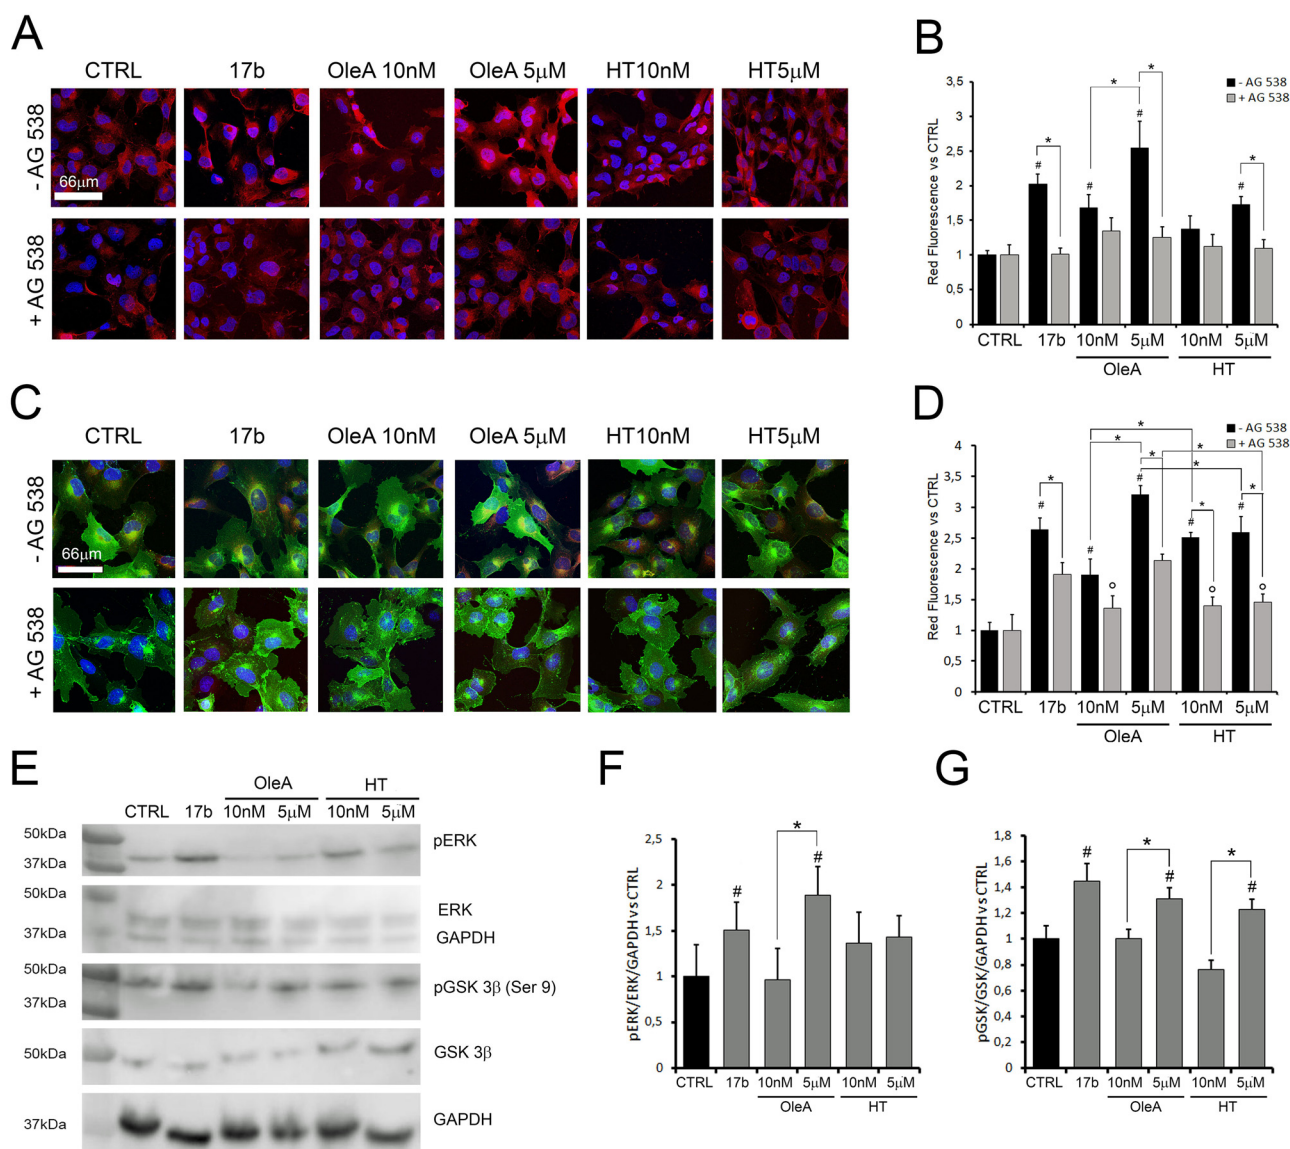 A
CTRL 17b OleA 10nM OleA 5µM HT10nM HT5µM
- AG 538
66µm
+ AG 538
B
Red Fluorescence vs CTRL
3,5
3
2,5
2
1,5
1
0,5
0
- AG 538
+ AG 538
* *
# * # # # *
CTRL 17b 10nM 5µM 10nM 5µM
OleA HT
C
CTRL 17b OleA 10nM OleA 5µM HT10nM HT5µM
- AG 538
66µm
+ AG 538
D
Red Fluorescence vs CTRL
4
3,5
3
2,5
2
1,5
1
0,5
0
- AG 538
+ AG 538
*
* *
* *
# * # # # * # *
CTRL 17b 10nM 5µM 10nM 5µM
OleA HT
E
OleA HT
CTRL 17b 10nM 5µM 10nM 5µM
50kDa
37kDa
pERK
50kDa
37kDa
ERK
GAPDH
50kDa
37kDa
pGSK 3β (Ser 9)
50kDa
GSK 3β
37kDa
GAPDH
F
pERK/ERK/GAPDH vs CTRL
2,5
2
1,5
1
0,5
0
*
# #
CTRL 17b 10nM 5µM 10nM 5µM
OleA HT
G
pGSK/GSK/GAPDH vs CTRL
1,8
1,6
1,4
1,2
1
0,8
0,6
0,4
0,2
0
* *
# # #
CTRL 17b 10nM 5µM 10nM 5µM
OleA HT